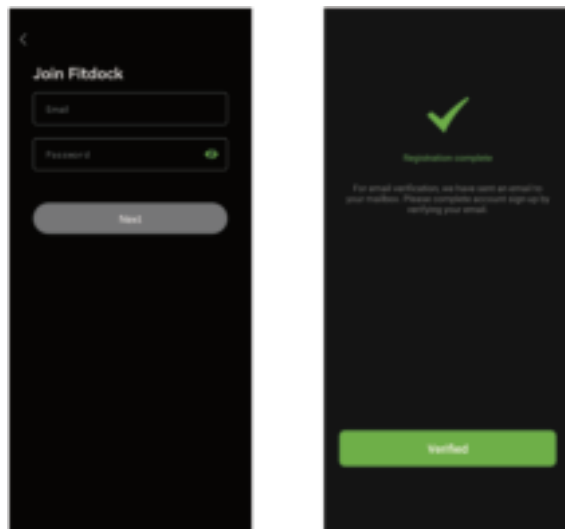 Join Fitdock
Email
Password
Next
Registration complete
For email verification, we have sent an email to
your mailbox. Please complete account sign-up by
verifying your email.
Verified